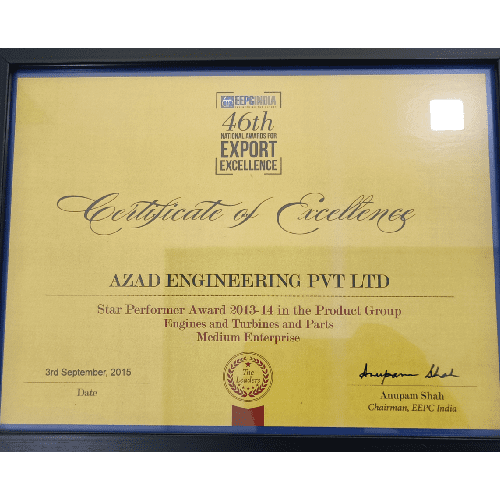 EEPC INDIA
46th
NATIONAL AWARDS FOR
EXPORT
EXCELLENCE
Certificate of Excellence
AZAD ENGINEERING PVT LTD
Star Performer Award 2013-14 in the Product Group
Engines and Turbines and Parts
Medium Enterprise
3rd September, 2015
Date
The
Leaders
Anupam Shah
Anupam Shah
Chairman, EEPC India